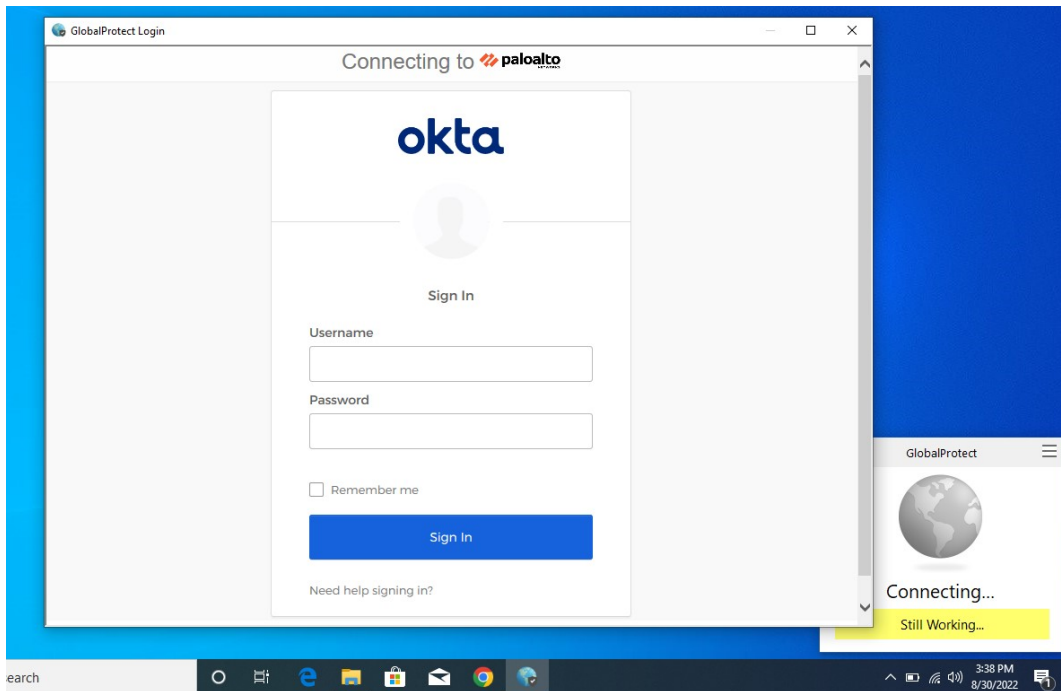 GlobalProtect Login
Connecting to paloalto
okta
Sign In
Username
Password
Remember me
Sign In
Need help signing in?
GlobalProtect
Connecting...
Still Working...
earch
3:38 PM
8/30/2022